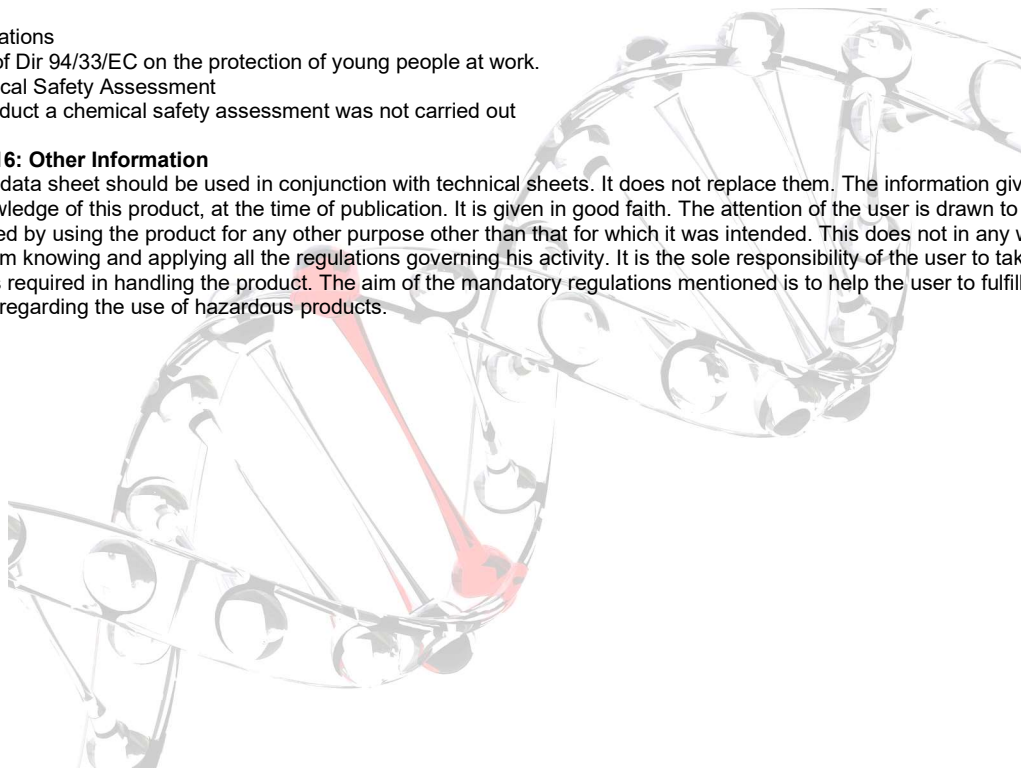 ations
of Dir 94/33/EC on the protection of young people at work.
cal Safety Assessment
duct a chemical safety assessment was not carried out
16: Other Information
data sheet should be used in conjunction with technical sheets. It does not replace them. The information giv
wledge of this product, at the time of publication. It is given in good faith. The attention of the user is drawn to
ed by using the product for any other purpose other than that for which it was intended. This does not in any w
m knowing and applying all the regulations governing his activity. It is the sole responsibility of the user to tak
s required in handling the product. The aim of the mandatory regulations mentioned is to help the user to fulfil
regarding the use of hazardous products.